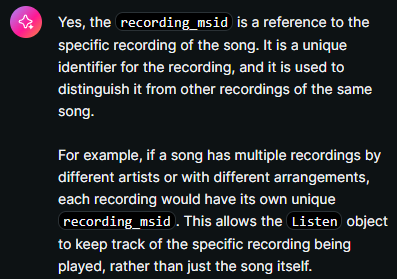 Yes, the recording_msid is a reference to the
specific recording of the song. It is a unique
identifier for the recording, and it is used to
distinguish it from other recordings of the same
song.
For example, if a song has multiple recordings by
different artists or with different arrangements,
each recording would have its own unique
recording_msid. This allows the Listen object
to keep track of the specific recording being
played, rather than just the song itself.